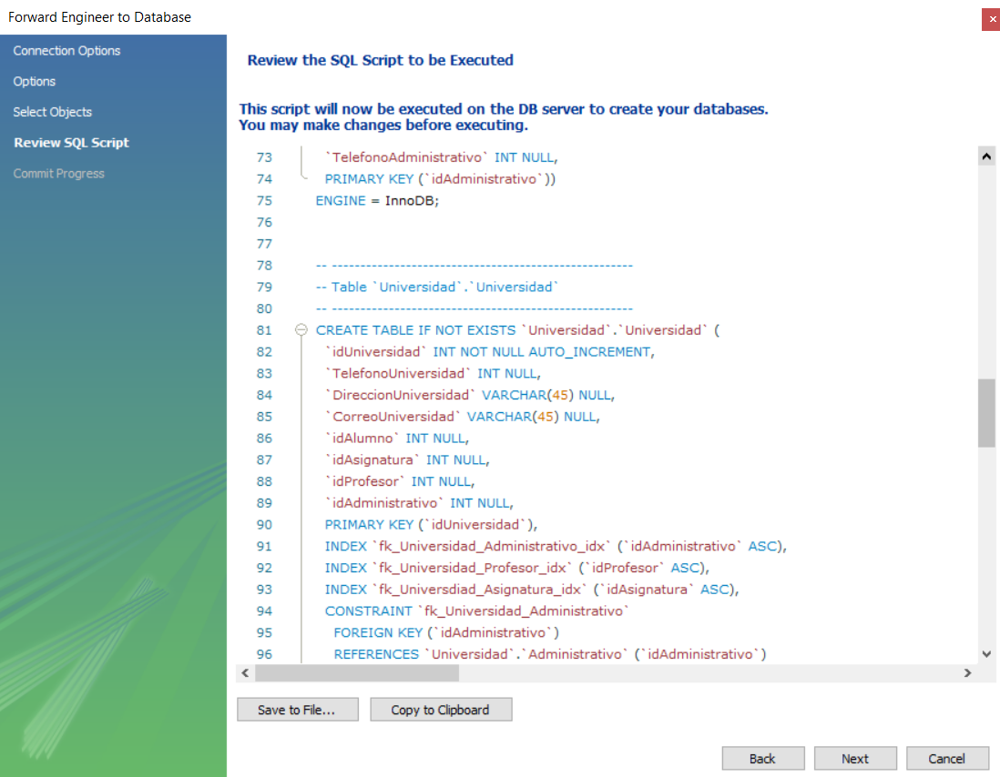 Forward Engineer to Database
Connection Options
Options
Select Objects
Review SQL Script
Commit Progress
Review the SQL Script to be Executed
This script will now be executed on the DB server to create your databases.
You may make changes before executing.
73 `TelefonoAdministrativo` INT NULL,
74 PRIMARY KEY (`idAdministrativo`))
75 ENGINE = InnoDB;
76
77
78 -- -----------------------------------------------------
79 -- Table `Universidad`.`Universidad`
80 -- -----------------------------------------------------
81 CREATE TABLE IF NOT EXISTS `Universidad`.`Universidad` (
82 `idUniversidad` INT NOT NULL AUTO_INCREMENT,
83 `TelefonoUniversidad` INT NULL,
84 `DireccionUniversidad` VARCHAR(45) NULL,
85 `CorreoUniversidad` VARCHAR(45) NULL,
86 `idAlumno` INT NULL,
87 `idAsignatura` INT NULL,
88 `idProfesor` INT NULL,
89 `idAdministrativo` INT NULL,
90 PRIMARY KEY (`idUniversidad`),
91 INDEX `fk_Universidad_Administrativo_idx` (`idAdministrativo` ASC),
92 INDEX `fk_Universidad_Profesor_idx` (`idProfesor` ASC),
93 INDEX `fk_Universdiad_Asignatura_idx` (`idAsignatura` ASC),
94 CONSTRAINT `fk_Universidad_Administrativo`
95 FOREIGN KEY (`idAdministrativo`)
96 REFERENCES `Universidad`.`Administrativo` (`idAdministrativo`)
Save to File...
Copy to Clipboard
Back
Next
Cancel